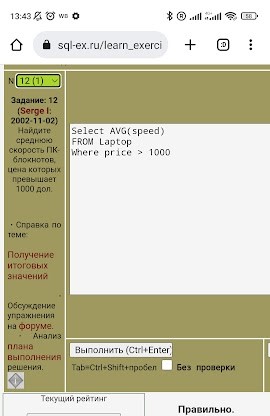 13:43
sql-ex.ru/learn_exerci
N 12 (1)
Задание: 12
(Serge I:
2002-11-02)
Найдите
среднюю
скорость ПК-
блокнотов,
цена которых
превышает
1000 дол.
Select AVG(speed)
FROM Laptop
Where price > 1000
· Справка по
теме:
Получение
итоговых
значений
·
Обсуждение
упражнения
на форуме.
· Анализ
плана
выполнения
решения.
Выполнить (Ctrl+Enter)
Tab=Ctrl+Shift+пробел Без проверки
Текущий рейтинг
Правильно.